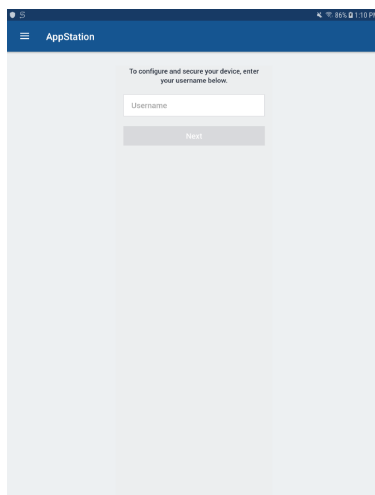 86% 1:10 PM
AppStation
To configure and secure your device, enter
your username below.
Username
Next